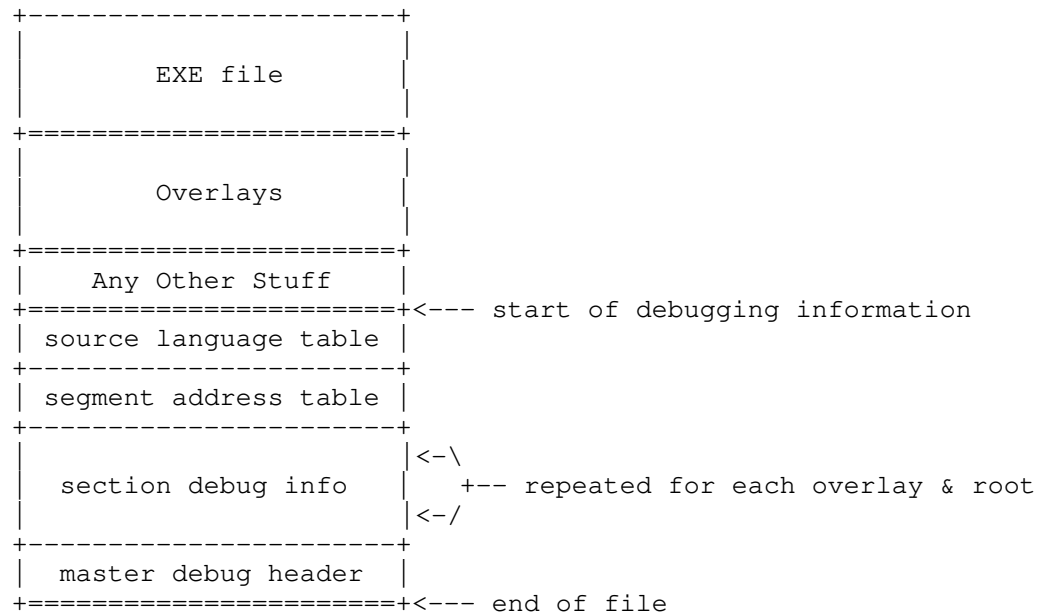 EXE file
Overlays
Any Other Stuff
<--- start of debugging information
source language table
segment address table
<-\
section debug info +-- repeated for each overlay & root
<-/
master debug header
<--- end of file